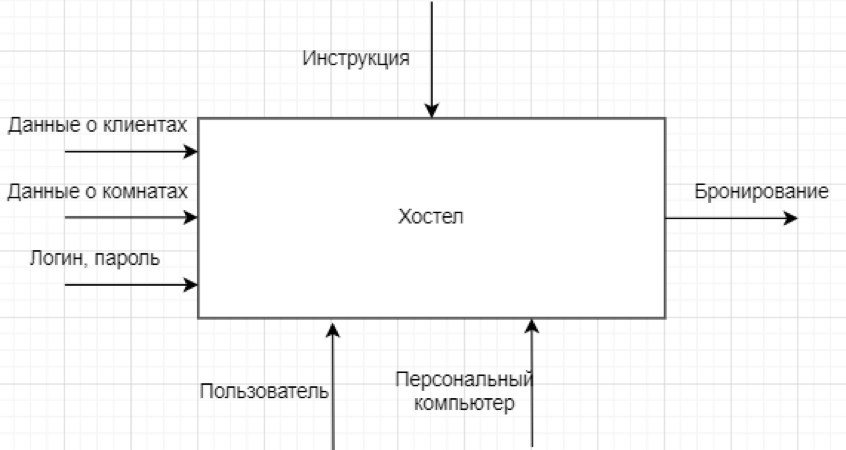 Инструкция
Данные о клиентах
Данные о комнатах
Бронирование
Хостел
Логин, пароль
Пользователь
Персональный
компьютер